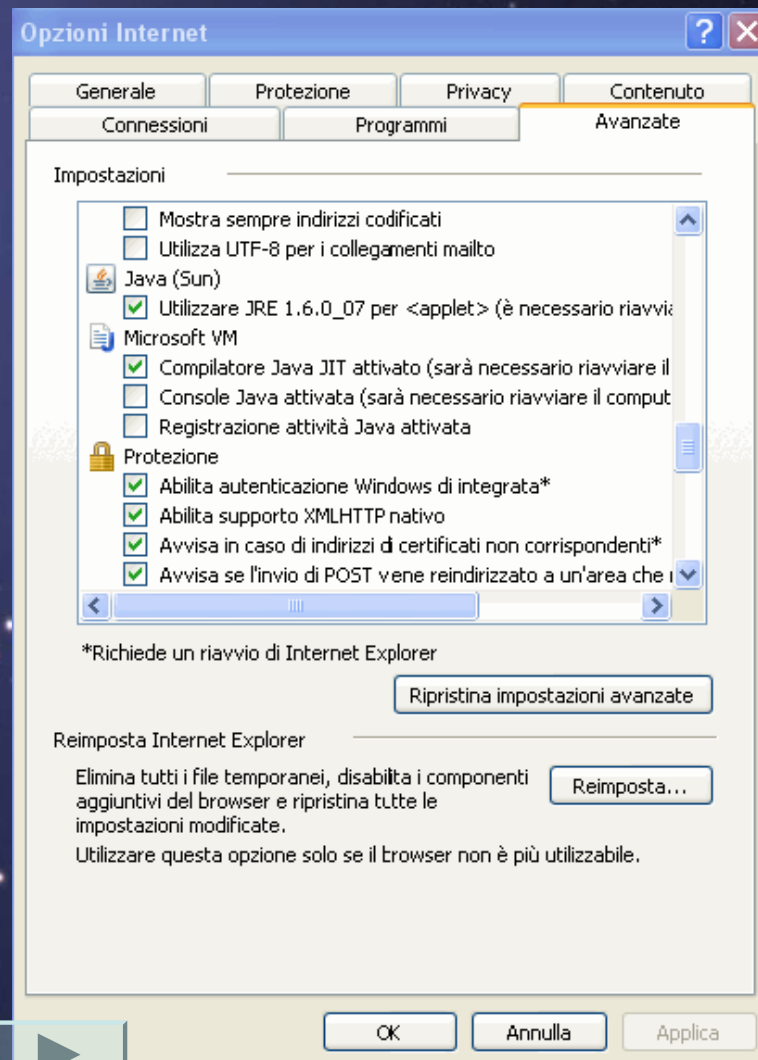 Opzioni Internet
Generale Protezione Privacy Contenuto
Connessioni Programmi Avanzate
Impostazioni
Mostra sempre indirizzi codificati
Utilizza UTF-8 per i collegamenti mailto
Java (Sun)
Utilizzare JRE 1.6.0_07 per <applet> (è necessario riavvia
Microsoft VM
Compilatore Java JIT attivato (sarà necessario riavviare il
Console Java attivata (sarà necessario riavviare il comput
Registrazione attività Java attivata
Protezione
Abilita autenticazione Windows di integrata*
Abilita supporto XMLHTTP nativo
Avvisa in caso di indirizzi di certificati non corrispondenti*
Avvisa se l'invio di POST vene reindirizzato a un'area che
*Richiede un riavvio di Internet Explorer
Ripristina impostazioni avanzate
Reimposta Internet Explorer
Elimina tutti i file temporanei, disabilita i componenti
aggiuntivi del browser e ripristina tutte le
impostazioni modificate.
Reimposta...
Utilizzare questa opzione solo se il browser non è più utilizzabile.
OK Annulla Applica